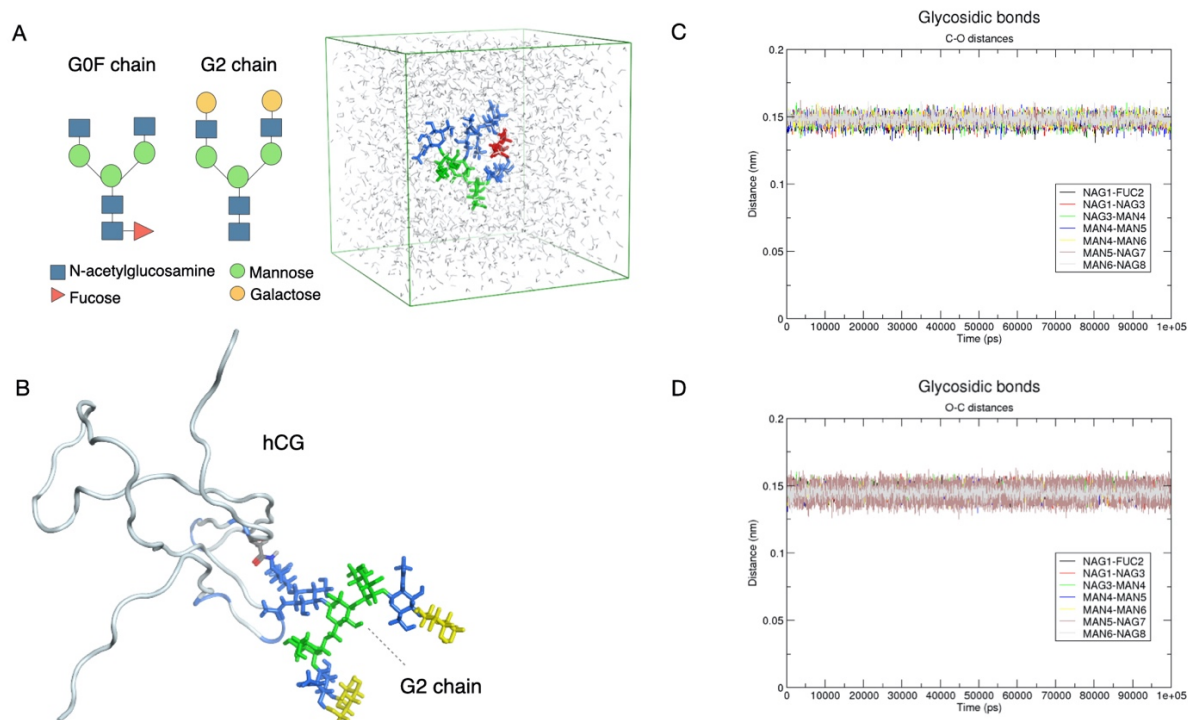 A
G0F chain
G2 chain
N-acetylglucosamine
Mannose
Fucose
Galactose
B
hCG
G2 chain
C
Glycosidic bonds
C-O distances
0.2
0.15
0.1
0.05
0
Distance (nm)
NAG1-FUC2
NAG1-NAG3
NAG3-MAN4
MAN4-MAN5
MAN4-MAN6
MAN5-NAG7
MAN6-NAG8
0 10000 20000 30000 40000 50000 60000 70000 80000 90000 1e+05
Time (ps)
D
Glycosidic bonds
O-C distances
0.2
0.15
0.1
0.05
0
Distance (nm)
NAG1-FUC2
NAG1-NAG3
NAG3-MAN4
MAN4-MAN5
MAN4-MAN6
MAN5-NAG7
MAN6-NAG8
0 10000 20000 30000 40000 50000 60000 70000 80000 90000 1e+05
Time (ps)